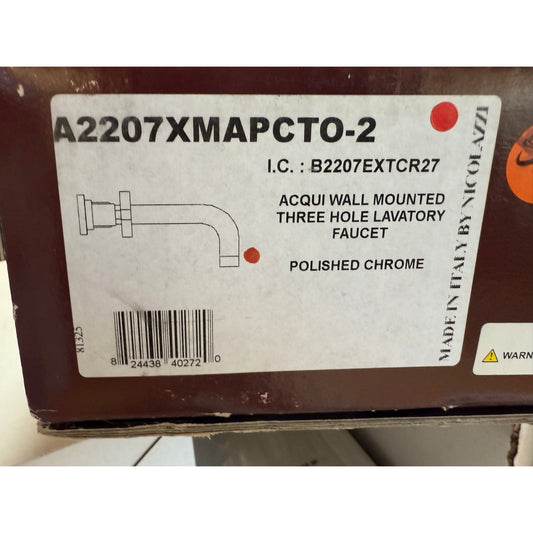 A2207XMAPCTO-2
I.C. : B2207EXTCR27
ACQUI WALL MOUNTED
THREE HOLE LAVATORY
FAUCET
POLISHED CHROME
MADE IN ITALY BY NICOLAZZI
81325
8 24438 40272 0
WARN